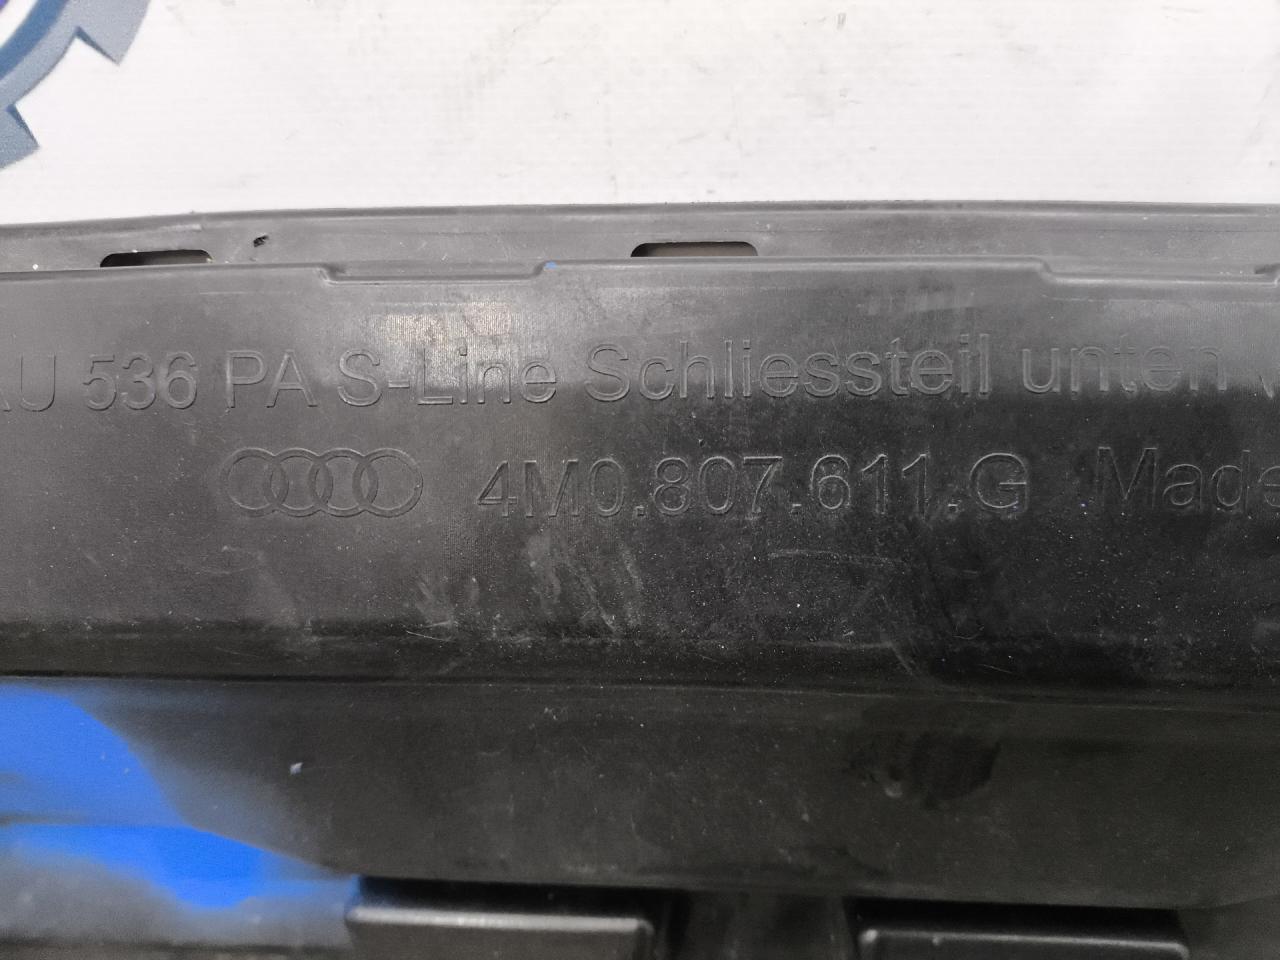 AU 536 PA S-Line Schliessteil unten
4M0.807.611.G Made